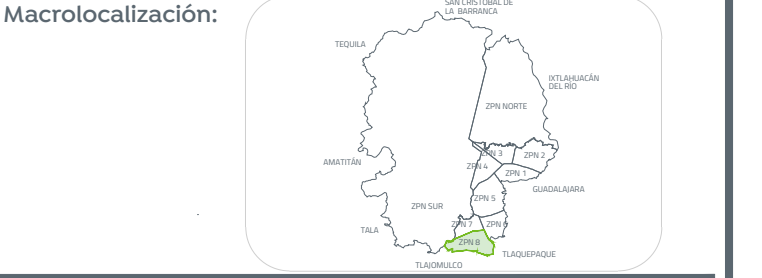 Macrolocalización:
SAN CRISTÓBAL DE
LA BARRANCA
TEQUILA
IXTLAHUACÁN
DEL RÍO
ZPN NORTE
ZPN 3
ZPN 2
AMATITÁN
ZPN 4
ZPN 1
GUADALAJARA
ZPN 5
ZPN SUR
ZPN 7
ZPN 6
TALA
ZPN 8
TLAQUEPAQUE
TLAJOMULCO